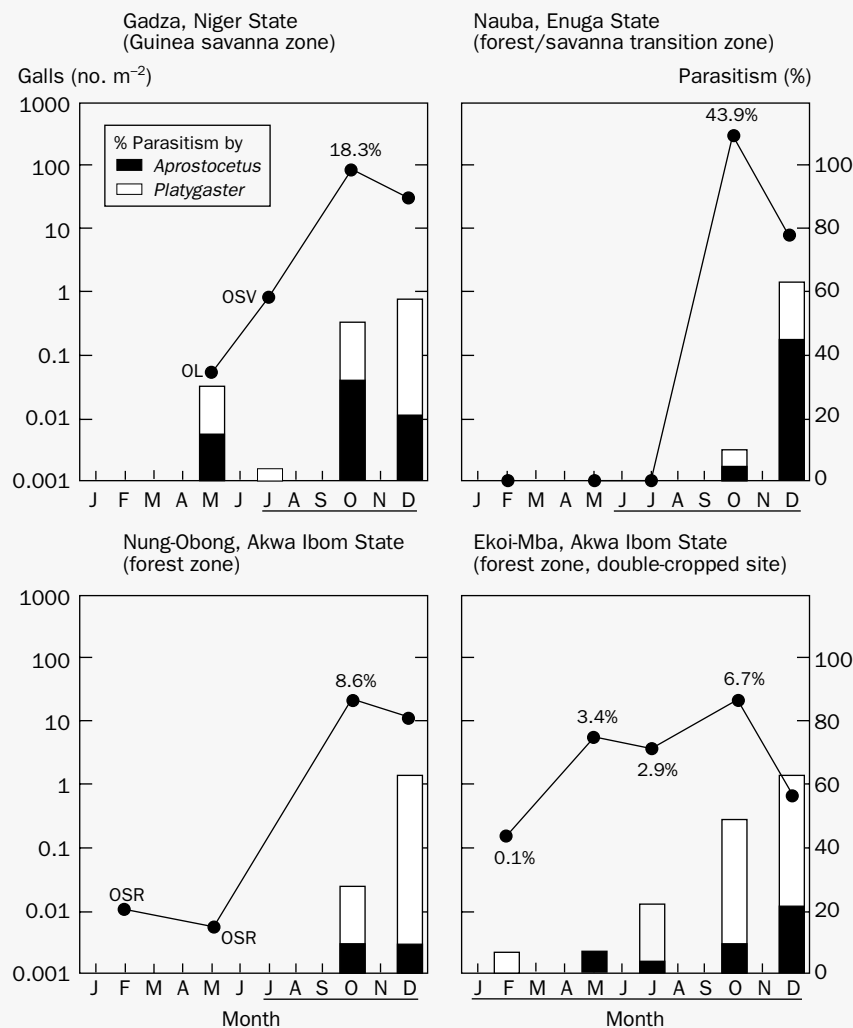 Gadza, Niger State
(Guinea savanna zone)
Nauba, Enuga State
(forest/savanna transition zone)
Galls (no. m–2)
Parasitism (%)
1000
100
10
1
0.1
0.01
0.001
% Parasitism by
Aprostocetus
Platygaster
OL
OSV
18.3%
J F M A M J J A S O N D
43.9%
100
80
60
40
20
0
J F M A M J J A S O N D
Nung-Obong, Akwa Ibom State
(forest zone)
Ekoi-Mba, Akwa Ibom State
(forest zone, double-cropped site)
1000
100
10
1
0.1
0.01
0.001
OSR
OSR
8.6%
J F M A M J J A S O N D
Month
0.1%
3.4%
2.9%
6.7%
100
80
60
40
20
0
J F M A M J J A S O N D
Month